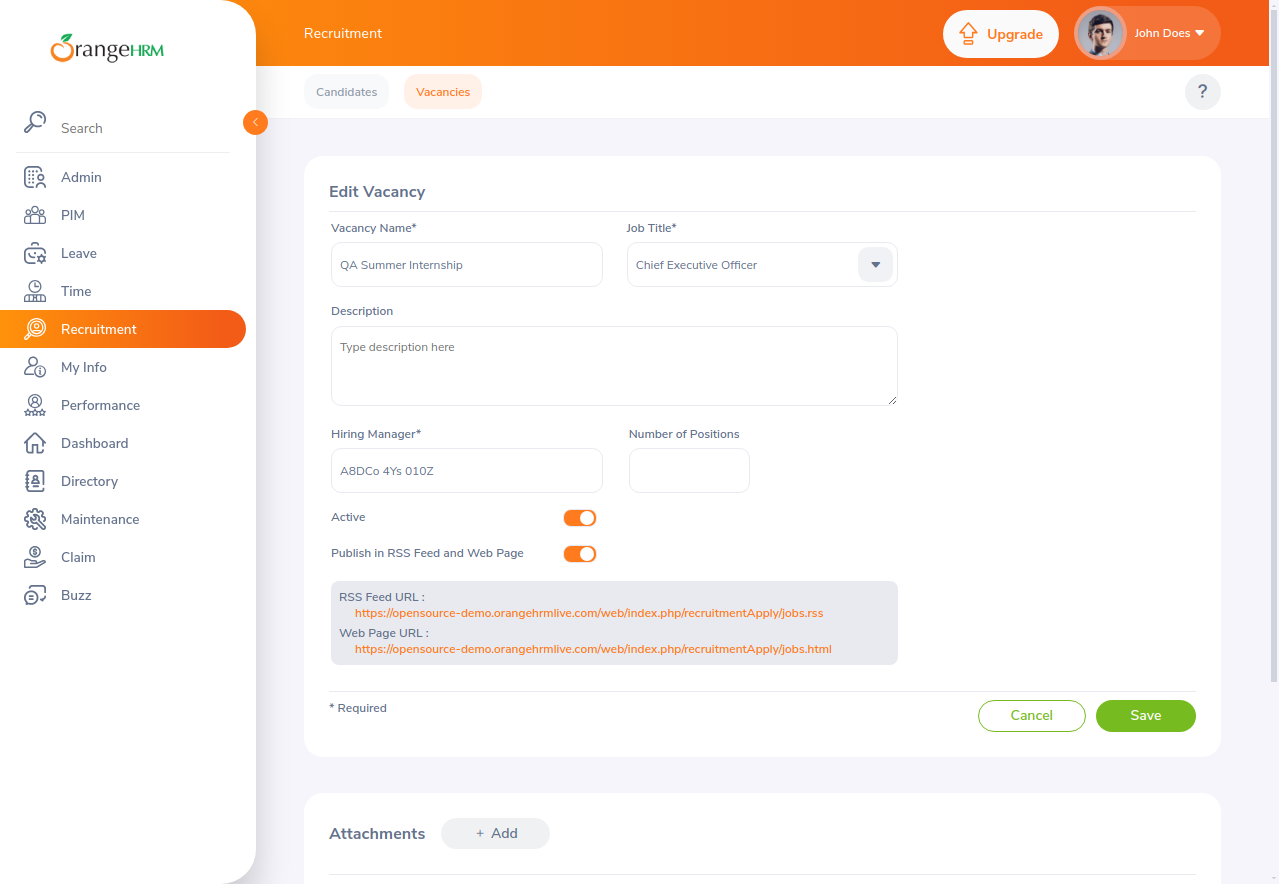 OrangeHRM
Recruitment
Upgrade
John Does
Candidates
Vacancies
?
Search
Admin
PIM
Leave
Time
Recruitment
My Info
Performance
Dashboard
Directory
Maintenance
Claim
Buzz
Edit Vacancy
Vacancy Name*
Job Title*
QA Summer Internship
Chief Executive Officer
Description
Type description here
Hiring Manager*
Number of Positions
A8DCo 4Ys 010Z
Active
Publish in RSS Feed and Web Page
RSS Feed URL :
https://opensource-demo.orangehrmlive.com/web/index.php/recruitmentApply/jobs.rss
Web Page URL :
https://opensource-demo.orangehrmlive.com/web/index.php/recruitmentApply/jobs.html
* Required
Cancel
Save
Attachments
+ Add